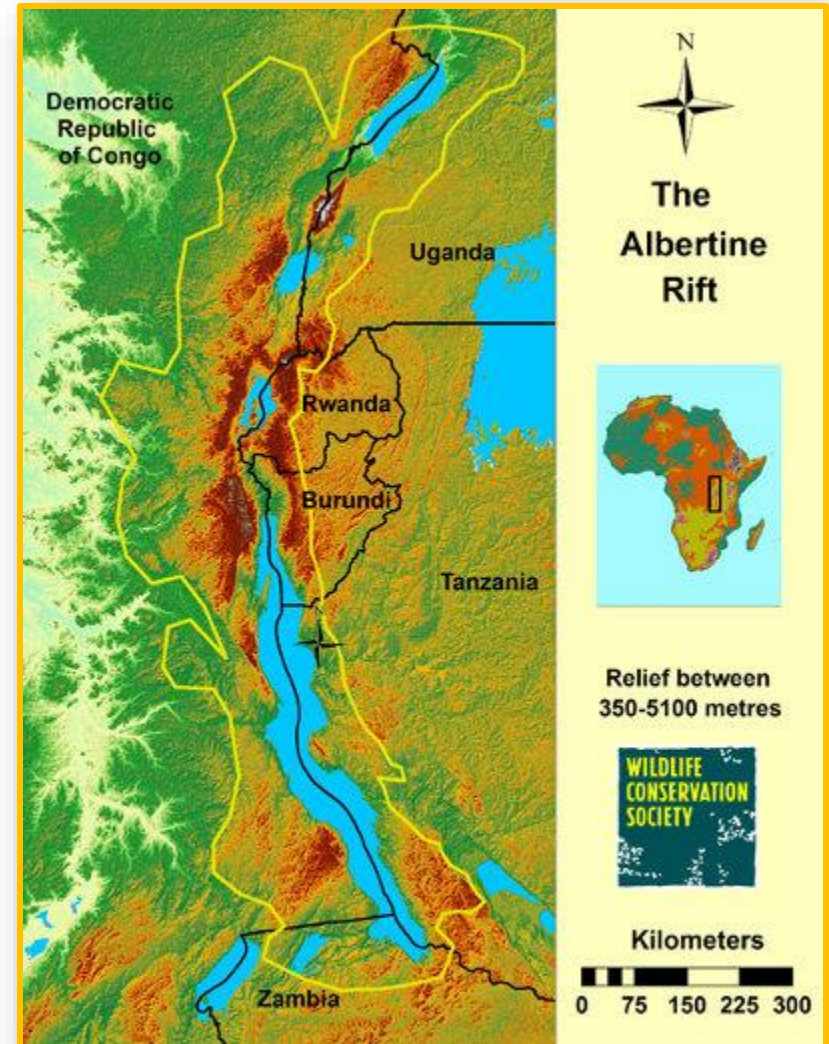 Democratic
Republic
of Congo
Uganda
Rwanda
Burundi
Tanzania
Zambia
N
The
Albertine
Rift
Relief between
350-5100 metres
WILDLIFE
CONSERVATION
SOCIETY
Kilometers
0 75 150 225 300